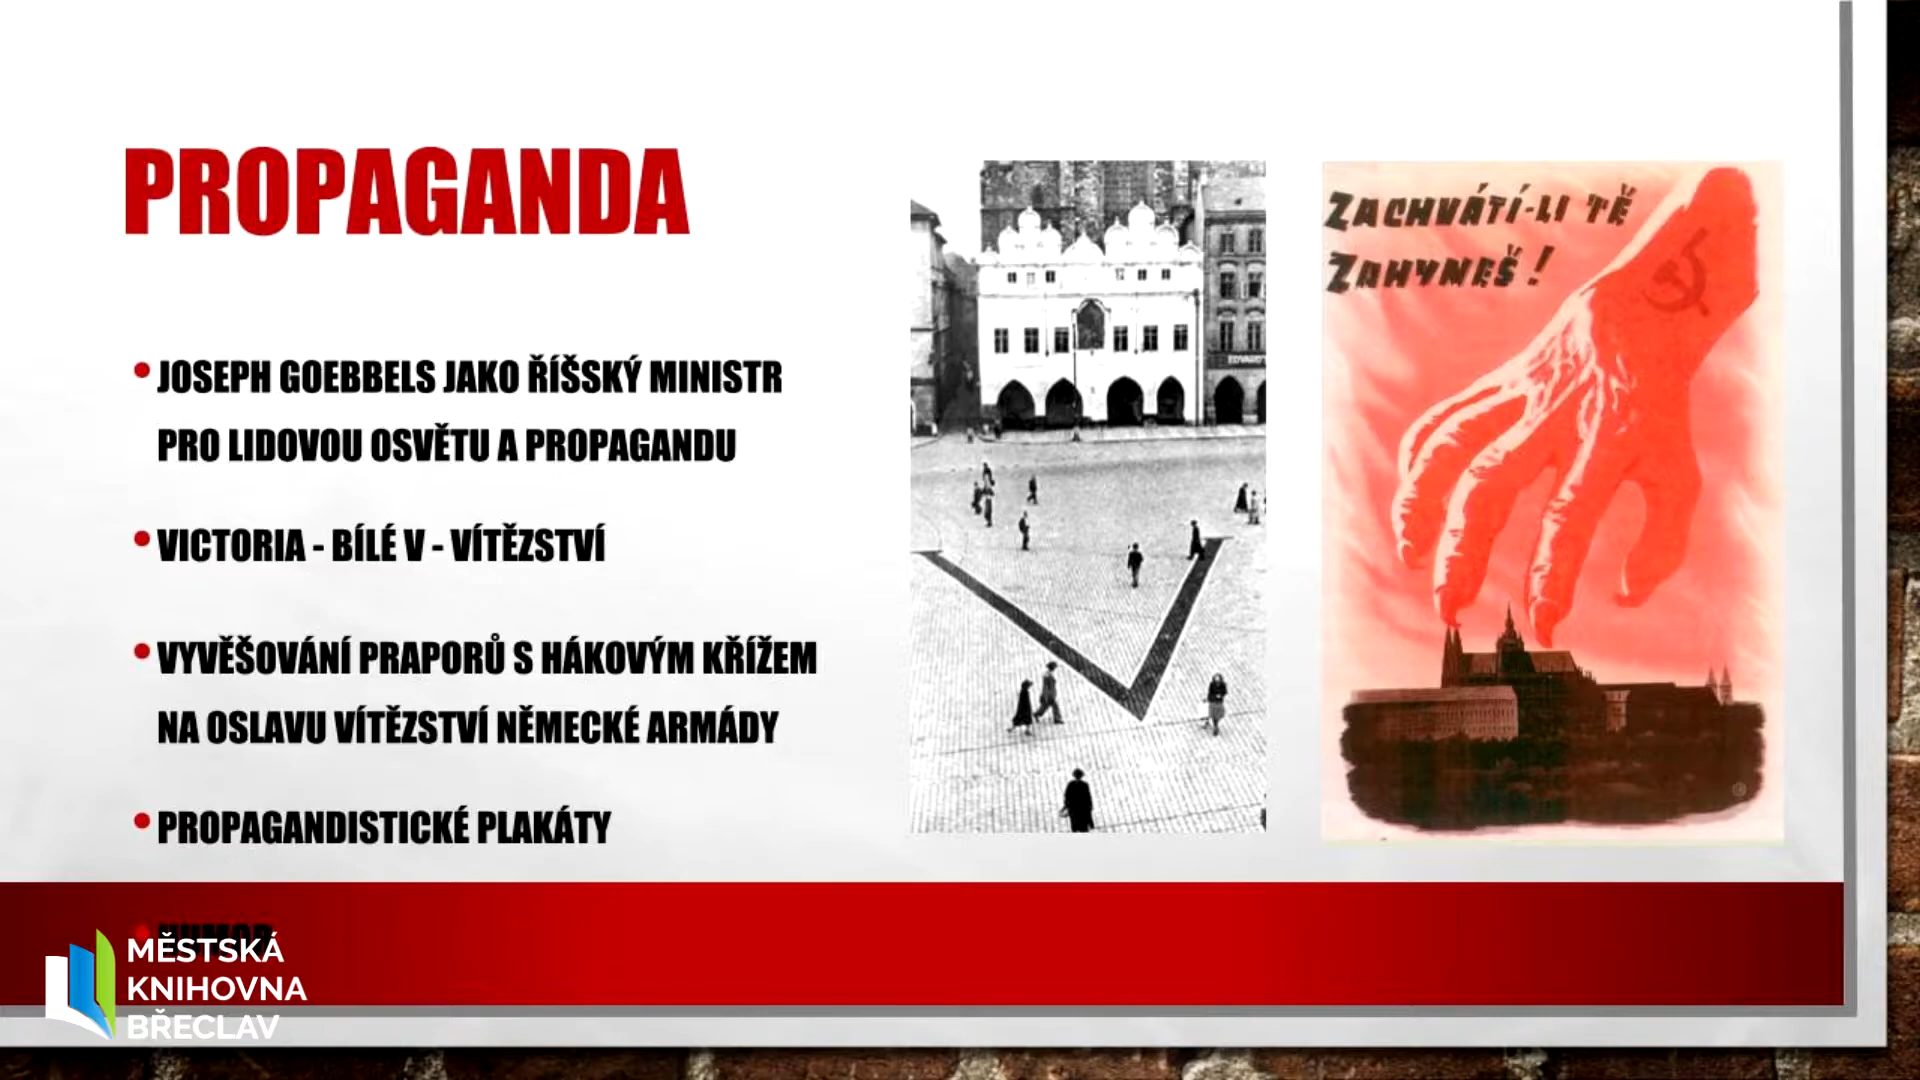 PROPAGANDA
• JOSEPH GOEBBELS JAKO ŘÍŠSKÝ MINISTR
PRO LIDOVOU OSVĚTU A PROPAGANDU
• VICTORIA - BÍLÉ V - VÍTĚZSTVÍ
• VYVĚŠOVÁNÍ PRAPORŮ S HÁKOVÝM KŘÍŽEM
NA OSLAVU VÍTĚZSTVÍ NĚMECKÉ ARMÁDY
• PROPAGANDISTICKÉ PLAKÁTY
• HUMOR
ZACHVÁTÍ-LI TĚ
ZAHYNEŠ!
MĚSTSKÁ
KNIHOVNA
BŘECLAV